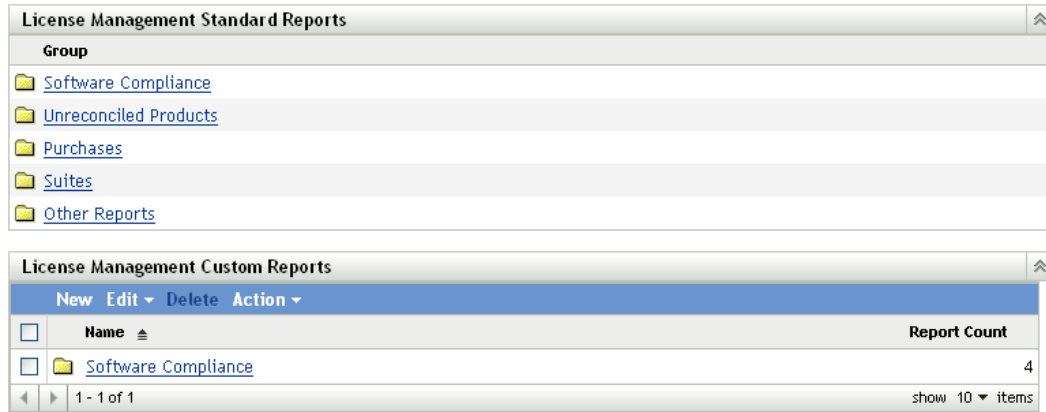 License Management Standard Reports
Group
Software Compliance
Unreconciled Products
Purchases
Suites
Other Reports
License Management Custom Reports
New Edit Delete Action
Name Report Count
Software Compliance 4
1 - 1 of 1 show 10 items